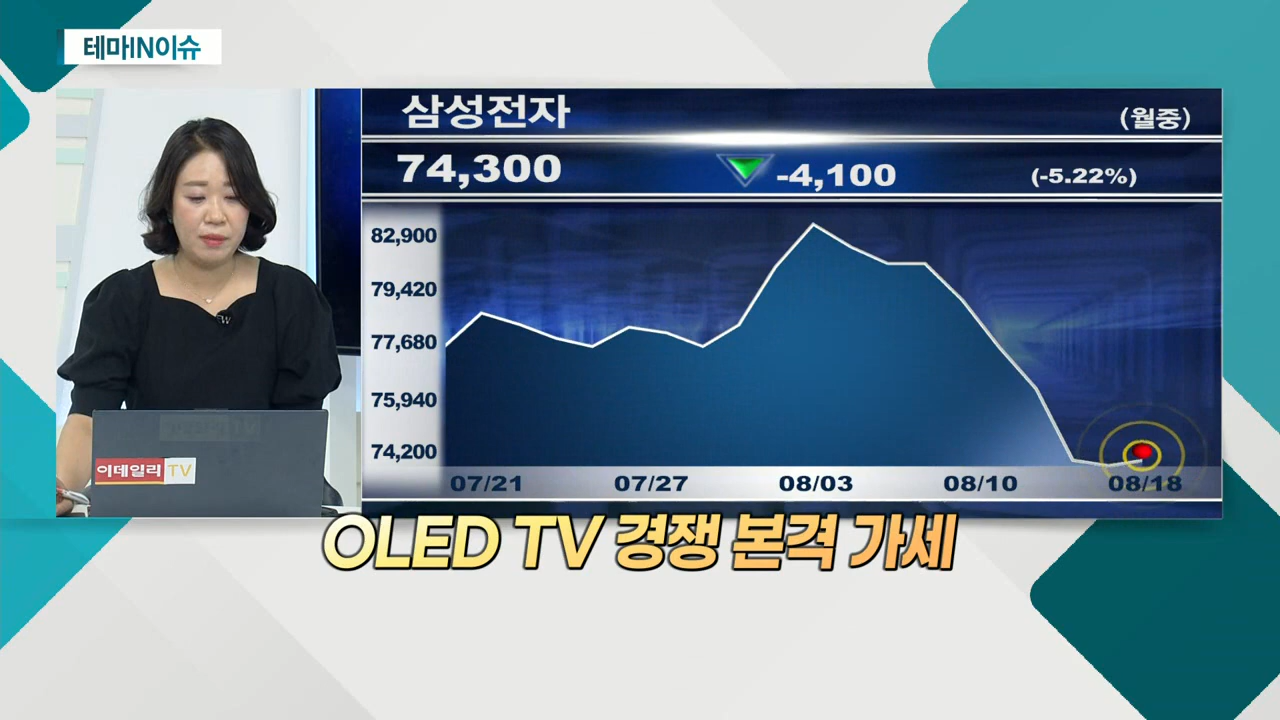 테마IN이슈
삼성전자
(월중)
74,300
-4,100
(-5.22%)
82,900
79,420
77,680
75,940
74,200
07/21
07/27
08/03
08/10
08/18
이데일리 TV
OLED TV 경쟁 본격 가세